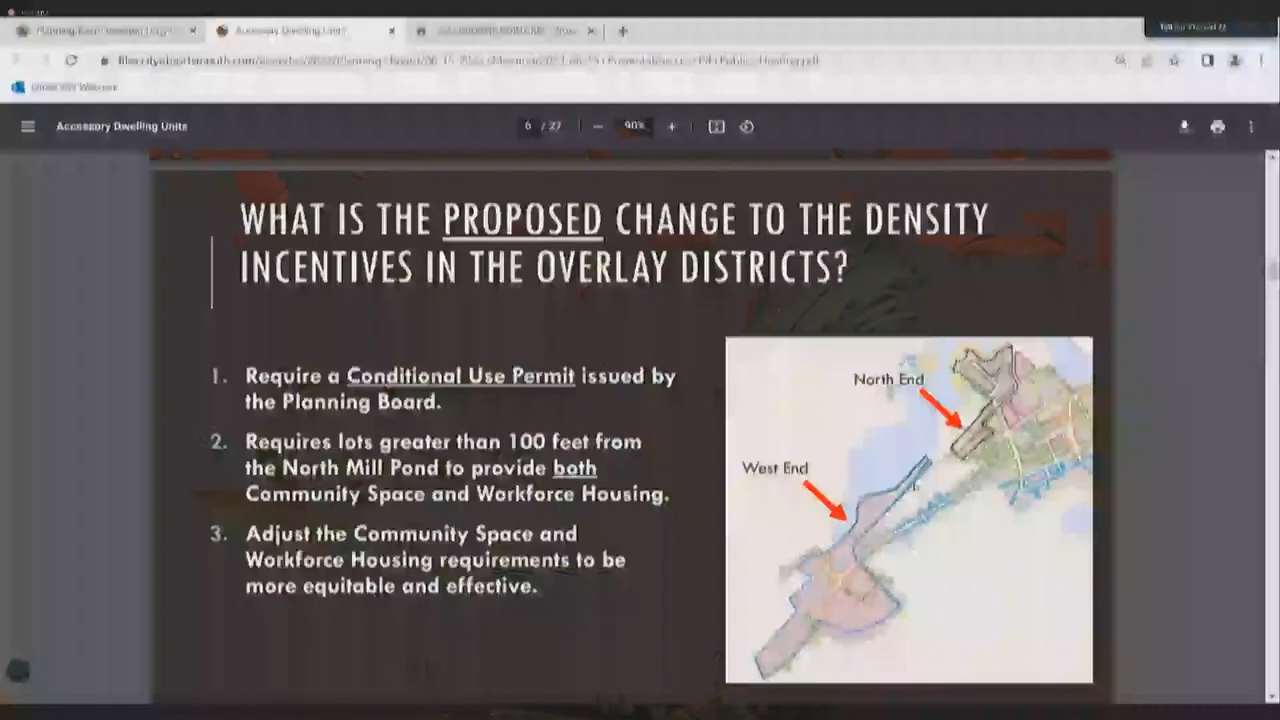 Accessory Dwelling Units
6 / 27
90%
WHAT IS THE PROPOSED CHANGE TO THE DENSITY
INCENTIVES IN THE OVERLAY DISTRICTS?
1. Require a Conditional Use Permit issued by
the Planning Board.
2. Requires lots greater than 100 feet from
the North Mill Pond to provide both
Community Space and Workforce Housing.
3. Adjust the Community Space and
Workforce Housing requirements to be
more equitable and effective.
North End
West End